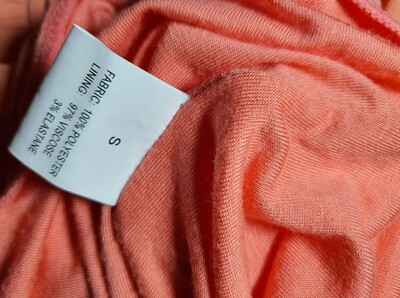 S
FABRIC: 100% POLYESTER
LINING:
97% VISCOSE
3% ELASTANE